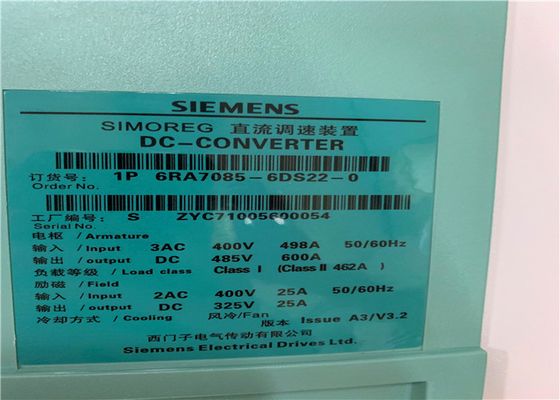 SIEMENS
SIMOREG 直流调速装置
DC-CONVERTER
订货号: 1P 6RA7085-6DS22-0
Order No.
工厂编号: S ZYC71005600054
Serial No.
电枢 / Armature
输入 / Input 3AC 400V 498A 50/60Hz
输出 / output DC 485V 600A
负载等级 / Load class Class I (Class II 462A)
励磁 / Field
输入 / Input 2AC 400V 25A 50/60Hz
输出 / output DC 325V 25A
冷却方式 / Cooling 风冷/Fan 版本 Issue A3/V3.2
西门子电气传动有限公司
Siemens Electrical Drives Ltd.